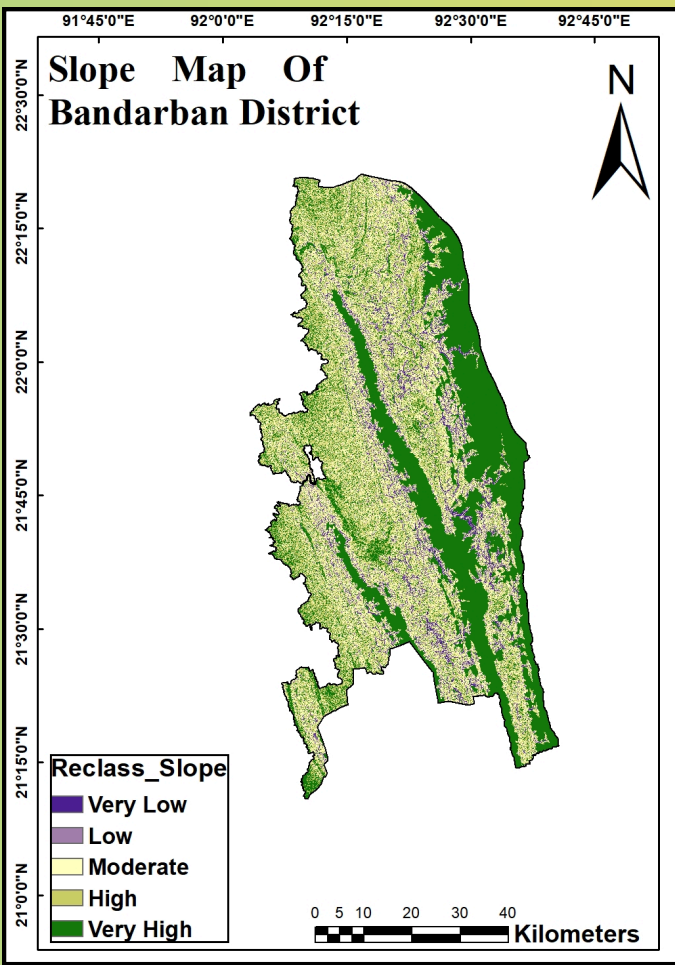 91°45'0"E 92°0'0"E 92°15'0"E 92°30'0"E 92°45'0"E
Slope Map Of
Bandarban District
N
22°30'0"N
22°15'0"N
22°0'0"N
21°45'0"N
21°30'0"N
21°15'0"N
21°0'0"N
Reclass_Slope
Very Low
Low
Moderate
High
Very High
0 5 10 20 30 40
Kilometers